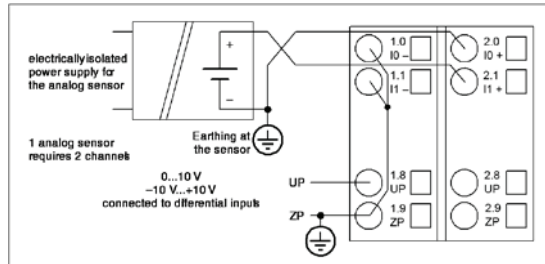 electrically isolated
power supply for
the analog sensor
+
−
1 analog sensor
requires 2 channels
Earthing at
the sensor
0...10 V
−10 V...+10 V
connected to diferential inputs
1.0
I0 −
2.0
I0 +
1.1
I1 −
2.1
I1 +
UP
1.8
UP
2.8
UP
ZP
1.9
ZP
2.9
ZP